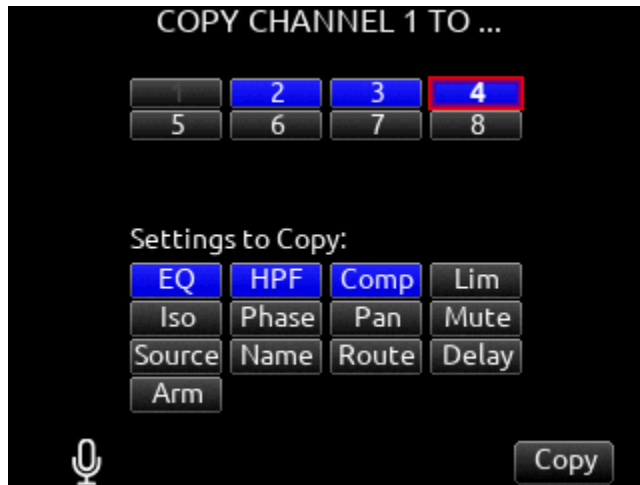 COPY CHANNEL 1 TO ...
1 2 3 4
5 6 7 8
Settings to Copy:
EQ HPF Comp Lim
Iso Phase Pan Mute
Source Name Route Delay
Arm
Copy